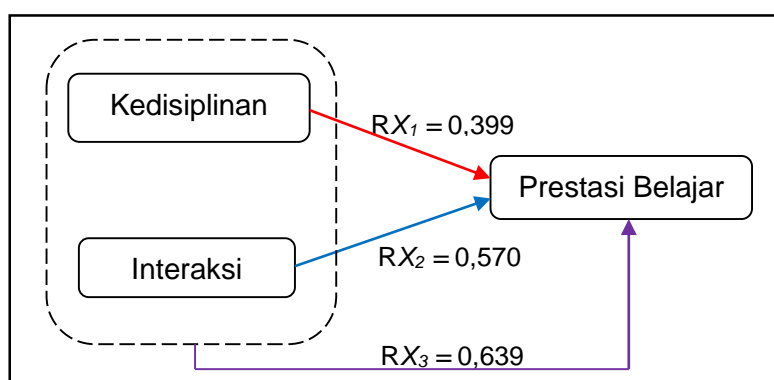 Kedisiplinan
RX₁ = 0,399
Prestasi Belajar
Interaksi
RX₂ = 0,570
RX₃ = 0,639